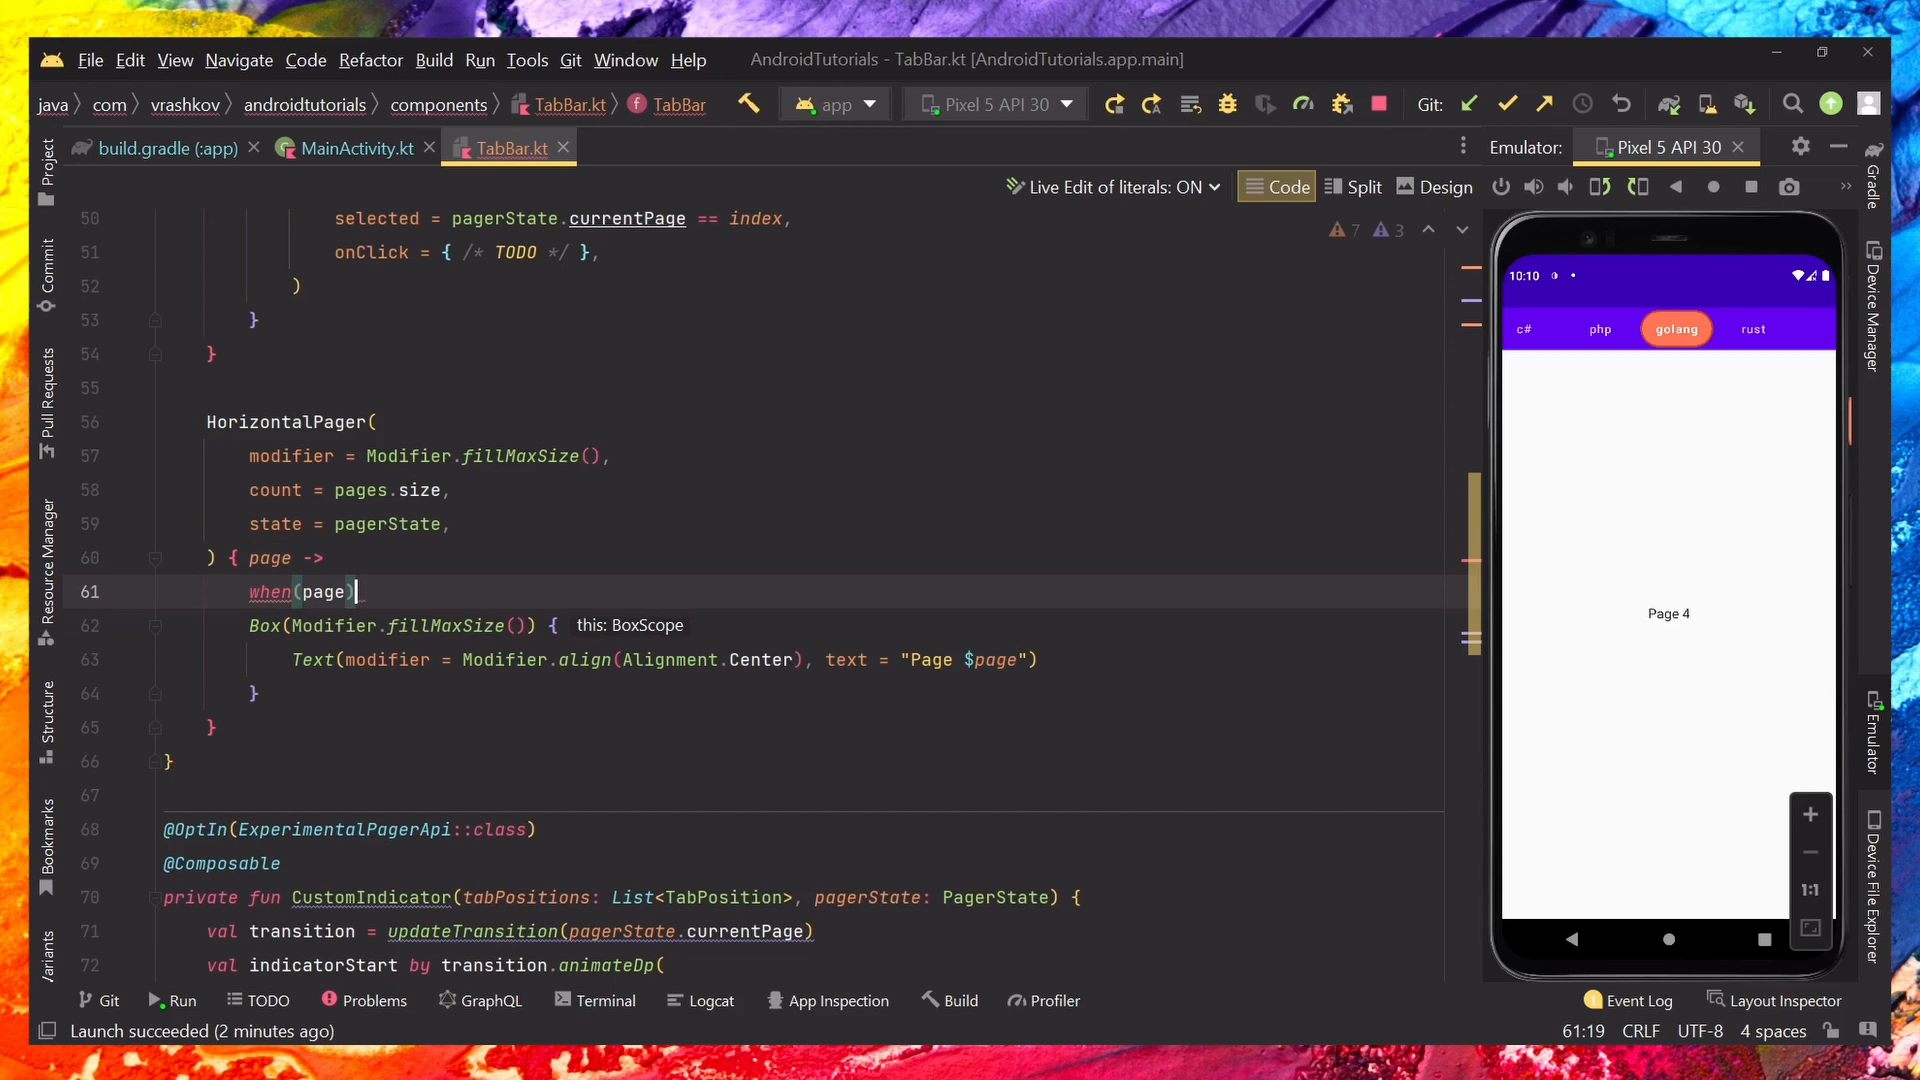 File Edit View Navigate Code Refactor Build Run Tools Git Window Help
AndroidTutorials - TabBar.kt [AndroidTutorials.app.main]
java com vrashkov androidtutorials components TabBar.kt TabBar
app
Pixel 5 API 30
Git:
build.gradle (:app)
MainActivity.kt
TabBar.kt
Emulator: Pixel 5 API 30
Live Edit of literals: ON
Code Split Design
7 3
50 selected = pagerState.currentPage == index,
51 onClick = { /* TODO */ },
52 )
53 }
54 }
55
56 HorizontalPager(
57 modifier = Modifier.fillMaxSize(),
58 count = pages.size,
59 state = pagerState,
60 ) { page ->
61 when(page)
62 Box(Modifier.fillMaxSize()) { this: BoxScope
63 Text(modifier = Modifier.align(Alignment.Center), text = "Page $page")
64 }
65 }
66 }
67
68 @OptIn(ExperimentalPagerApi::class)
69 @Composable
70 private fun CustomIndicator(tabPositions: List<TabPosition>, pagerState: PagerState) {
71 val transition = updateTransition(pagerState.currentPage)
72 val indicatorStart by transition.animateDp(
Project
Commit
Pull Requests
Resource Manager
Structure
Bookmarks
Variants
10:10
c# php golang rust
Page 4
1:1
Gradle
Device Manager
Emulator
Device File Explorer
Git Run TODO Problems GraphQL Terminal Logcat App Inspection Build Profiler
1 Event Log Layout Inspector
Launch succeeded (2 minutes ago)
61:19 CRLF UTF-8 4 spaces